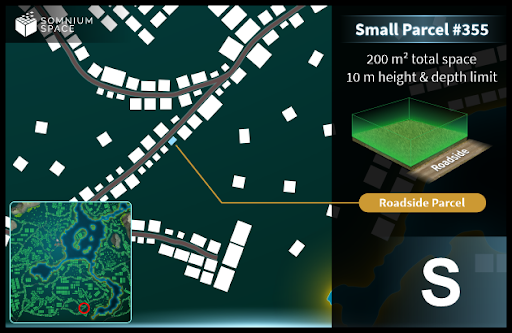 SOMNIUM
SPACE
Small Parcel #355
200 m² total space
10 m height & depth limit
Roadside
Roadside Parcel
S